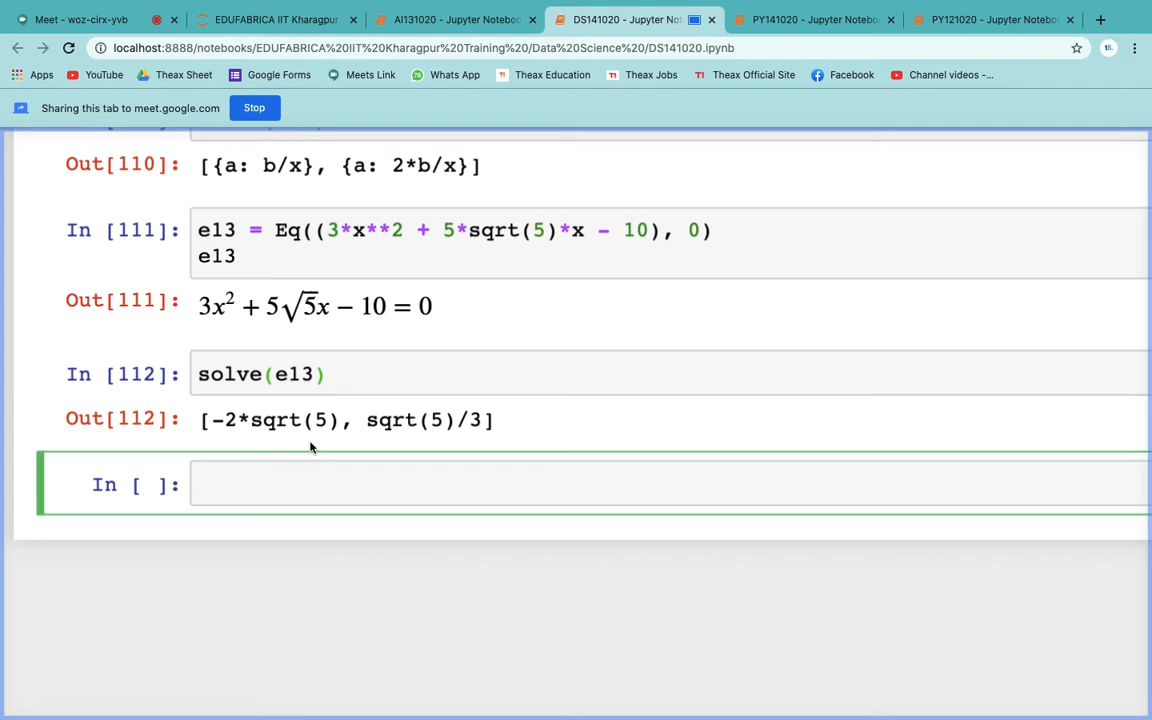 Meet - woz-cirx-yvb
EDUFABRICA IIT Kharagpur
AI131020 - Jupyter Notebo
DS141020 - Jupyter No
PY141020 - Jupyter Notebo
PY121020 - Jupyter Notebo
localhost:8888/notebooks/EDUFABRICA%20IIT%20Kharagpur%20Training%20/Data%20Science%20/DS141020.ipynb
Apps YouTube Theax Sheet Google Forms Meets Link Whats App Theax Education Theax Jobs Theax Official Site Facebook Channel videos -...
Sharing this tab to meet.google.com Stop
Out[110]: [{a: b/x}, {a: 2*b/x}]
In [111]: e13 = Eq((3*x**2 + 5*sqrt(5)*x - 10), 0)
e13
Out[111]: 3x² + 5√5x − 10 = 0
In [112]: solve(e13)
Out[112]: [-2*sqrt(5), sqrt(5)/3]
In [ ]: